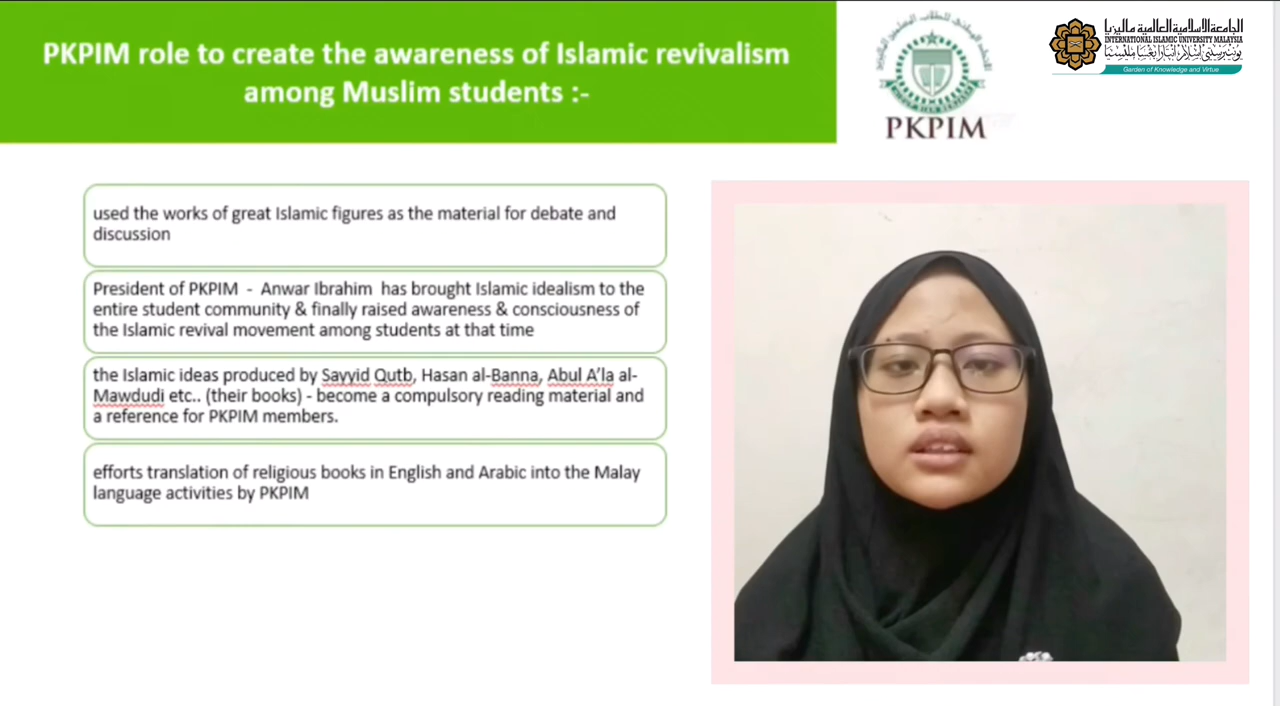 PKPIM role to create the awareness of Islamic revivalism
among Muslim students :-
PKPIM
الجامعة الإسلامية العالمية ماليزيا
INTERNATIONAL ISLAMIC UNIVERSITY MALAYSIA
Garden of Knowledge and Virtue
used the works of great Islamic figures as the material for debate and
discussion
President of PKPIM - Anwar Ibrahim has brought Islamic idealism to the
entire student community & finally raised awareness & consciousness of
the Islamic revival movement among students at that time
the Islamic ideas produced by Sayyid Qutb, Hasan al-Banna, Abul A’la al-
Mawdudi etc.. (their books) - become a compulsory reading material and
a reference for PKPIM members.
efforts translation of religious books in English and Arabic into the Malay
language activities by PKPIM